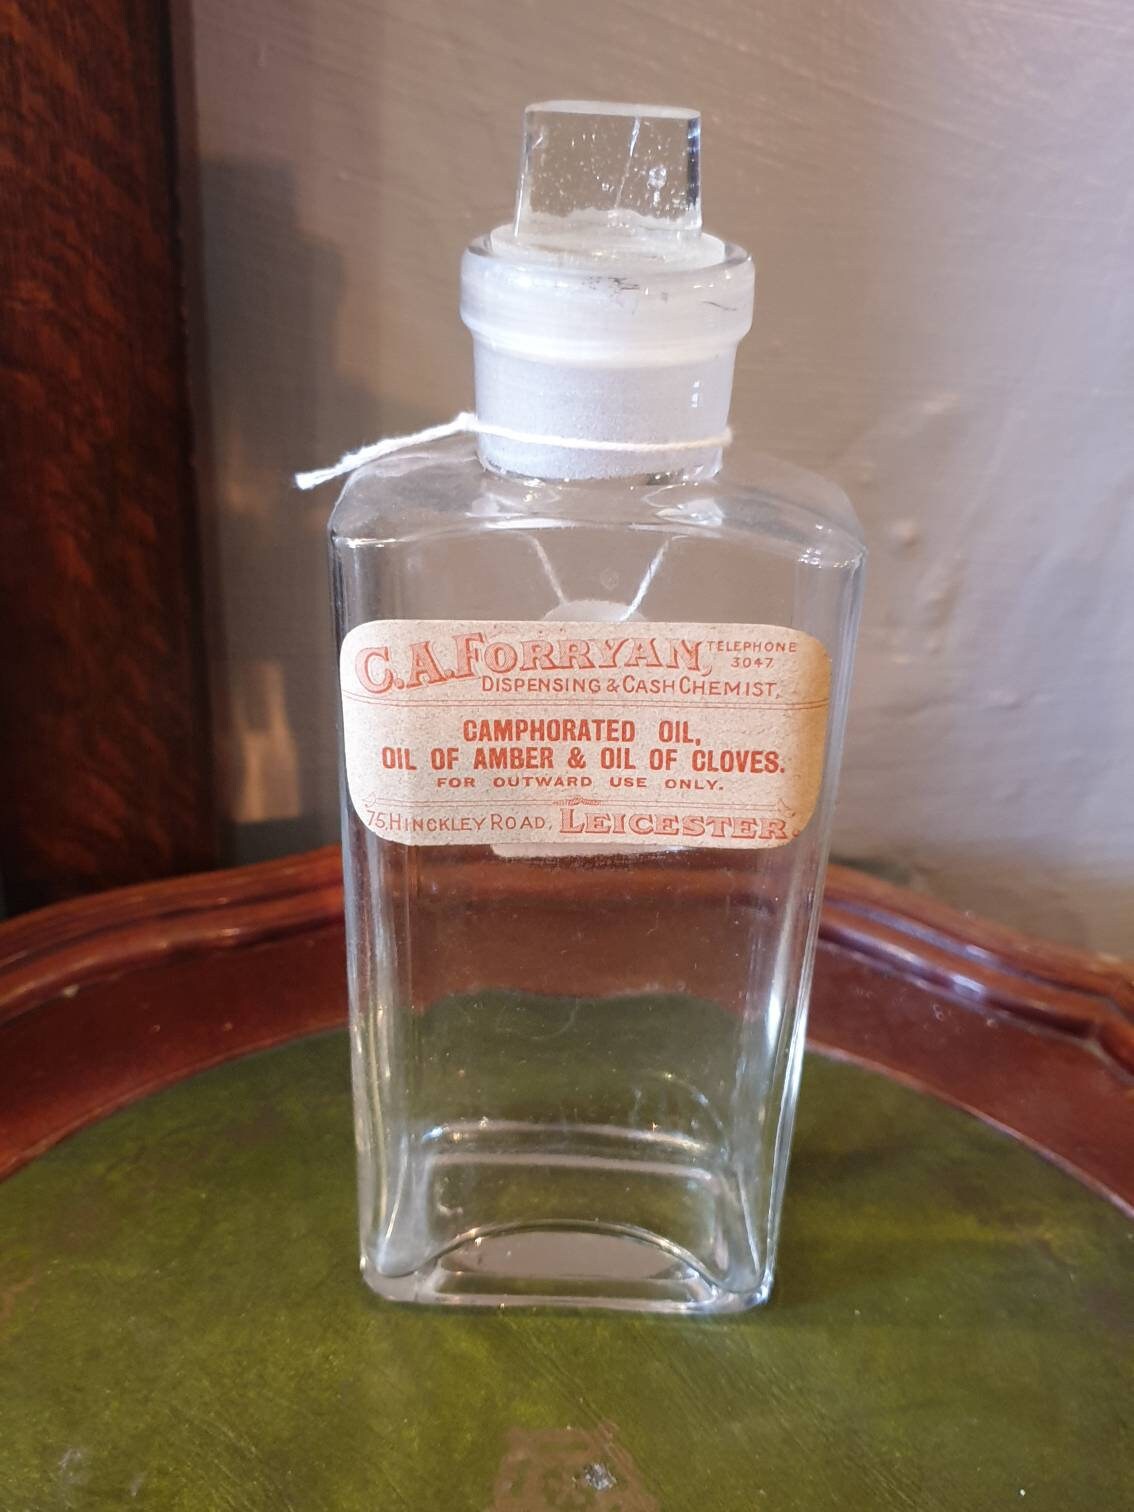 C.A. FORRYAN, TELEPHONE 3047
DISPENSING & CASH CHEMIST,
CAMPHORATED OIL,
OIL OF AMBER & OIL OF CLOVES.
FOR OUTWARD USE ONLY.
75, HINCKLEY ROAD, LEICESTER.